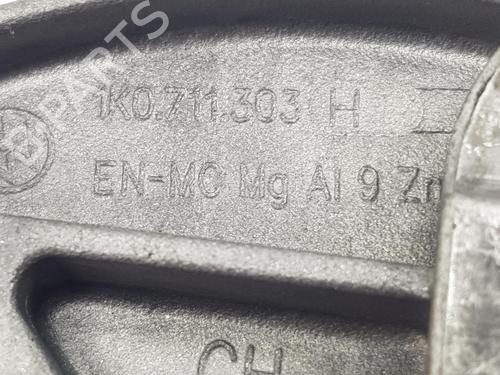 1K0.711.303 H
EN-MC Mg Al 9 Zn
CH